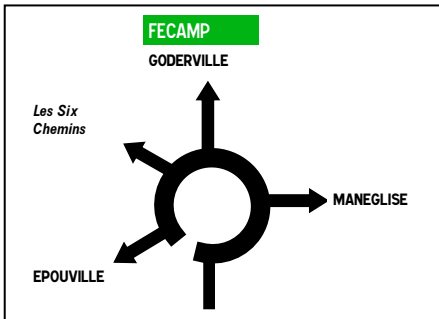 FECAMP
GODERVILLE
Les Six
Chemins
MANEGLISE
EPOUVILLE